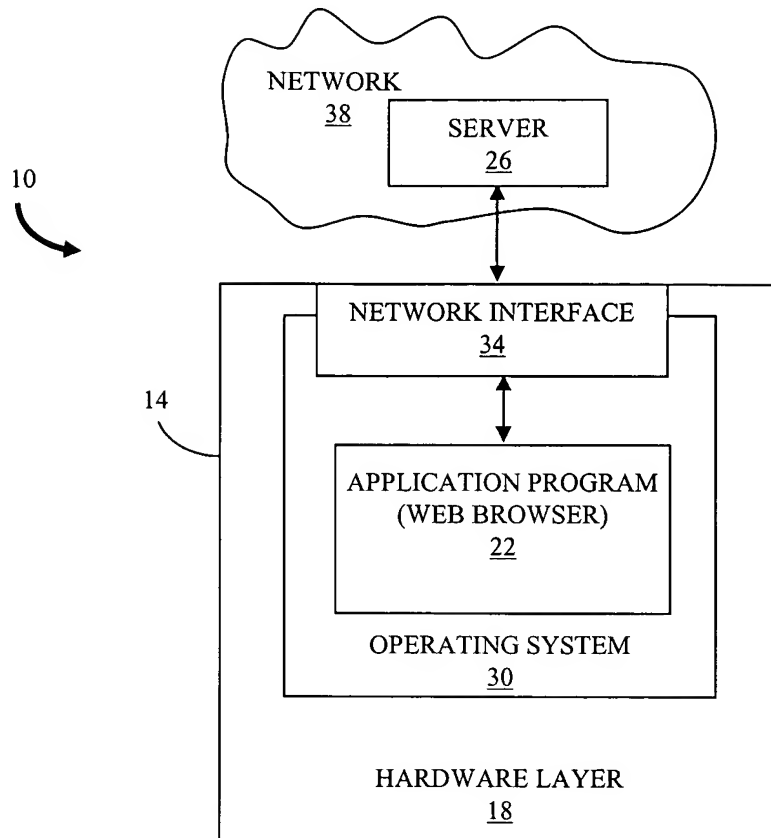 NETWORK
38
SERVER
26
10
NETWORK INTERFACE
34
14
APPLICATION PROGRAM
(WEB BROWSER)
22
OPERATING SYSTEM
30
HARDWARE LAYER
18